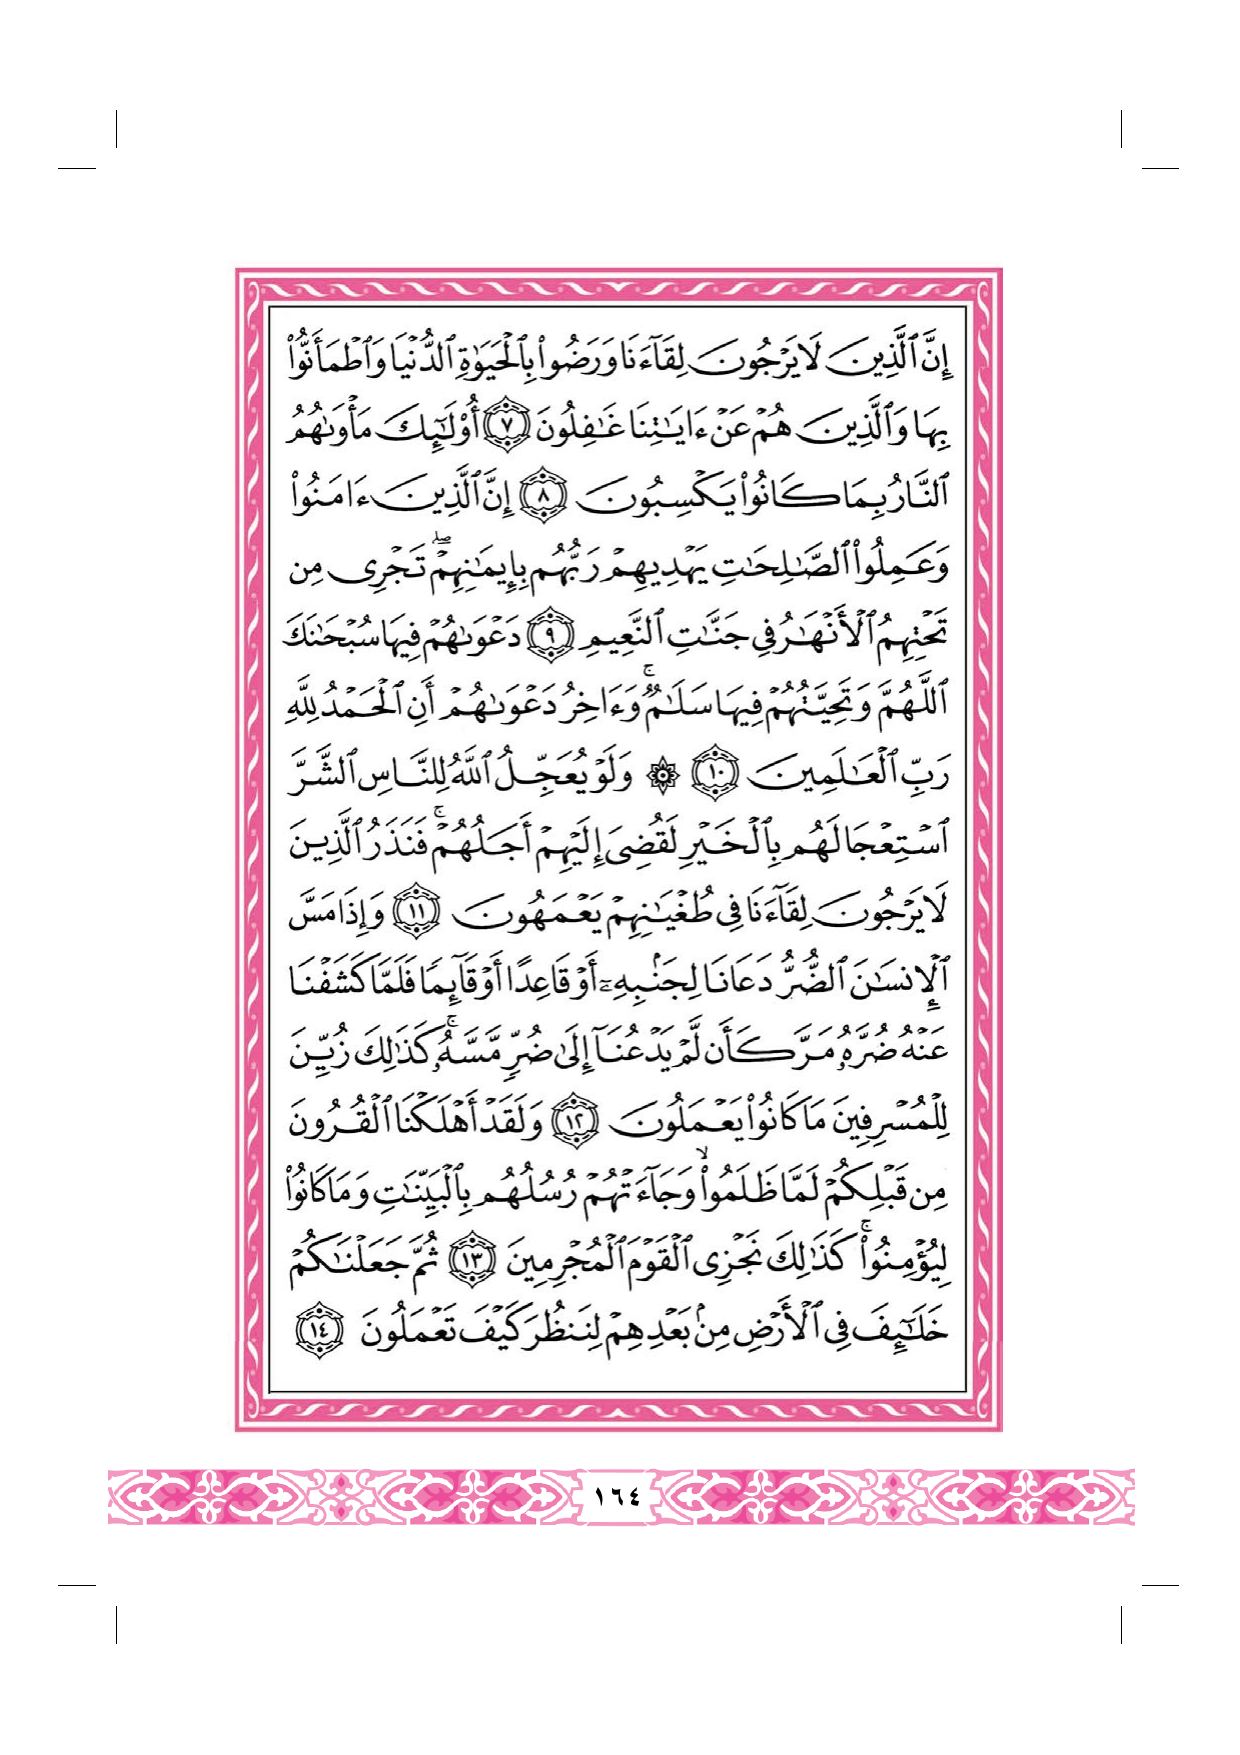 إِنَّ ٱلَّذِينَ لَا يَرْجُونَ لِقَآءَنَا وَرَضُوا۟ بِٱلْحَيَوٰةِ ٱلدُّنْيَا وَٱطْمَأَنُّوا۟
بِهَا وَٱلَّذِينَ هُمْ عَنْ ءَايَٰتِنَا غَٰفِلُونَ ٧ أُو۟لَٰٓئِكَ مَأْوَىٰهُمُ
ٱلنَّارُ بِمَا كَانُوا۟ يَكْسِبُونَ ٨ إِنَّ ٱلَّذِينَ ءَامَنُوا۟
وَعَمِلُوا۟ ٱلصَّٰلِحَٰتِ يَهْدِيهِمْ رَبُّهُم بِإِيمَٰنِهِمْ ۖ تَجْرِى مِن
تَحْتِهِمُ ٱلْأَنْهَٰرُ فِى جَنَّٰتِ ٱلنَّعِيمِ ٩ دَعْوَىٰهُمْ فِيهَا سُبْحَٰنَكَ
ٱللَّهُمَّ وَتَحِيَّتُهُمْ فِيهَا سَلَٰمٌ ۚ وَءَاخِرُ دَعْوَىٰهُمْ أَنِ ٱلْحَمْدُ لِلَّهِ
رَبِّ ٱلْعَٰلَمِينَ ١٠ ۞ وَلَوْ يُعَجِّلُ ٱللَّهُ لِلنَّاسِ ٱلشَّرَّ
ٱسْتِعْجَالَهُم بِٱلْخَيْرِ لَقُضِىَ إِلَيْهِمْ أَجَلُهُمْ ۚ فَنَذَرُ ٱلَّذِينَ
لَا يَرْجُونَ لِقَآءَنَا فِى طُغْيَٰنِهِمْ يَعْمَهُونَ ١١ وَإِذَا مَسَّ
ٱلْإِنسَٰنَ ٱلضُّرُّ دَعَانَا لِجَنۢبِهِۦٓ أَوْ قَاعِدًا أَوْ قَآئِمًا فَلَمَّا كَشَفْنَا
عَنْهُ ضُرَّهُۥ مَرَّ كَأَن لَّمْ يَدْعُنَآ إِلَىٰ ضُرٍّ مَّسَّهُۥ ۚ كَذَٰلِكَ زُيِّنَ
لِلْمُسْرِفِينَ مَا كَانُوا۟ يَعْمَلُونَ ١٢ وَلَقَدْ أَهْلَكْنَا ٱلْقُرُونَ
مِن قَبْلِكُمْ لَمَّا ظَلَمُوا۟ ۙ وَجَآءَتْهُمْ رُسُلُهُم بِٱلْبَيِّنَٰتِ وَمَا كَانُوا۟
لِيُؤْمِنُوا۟ ۚ كَذَٰلِكَ نَجْزِى ٱلْقَوْمَ ٱلْمُجْرِمِينَ ١٣ ثُمَّ جَعَلْنَٰكُمْ
خَلَٰٓئِفَ فِى ٱلْأَرْضِ مِنۢ بَعْدِهِمْ لِنَنظُرَ كَيْفَ تَعْمَلُونَ ١٤
١٦٤